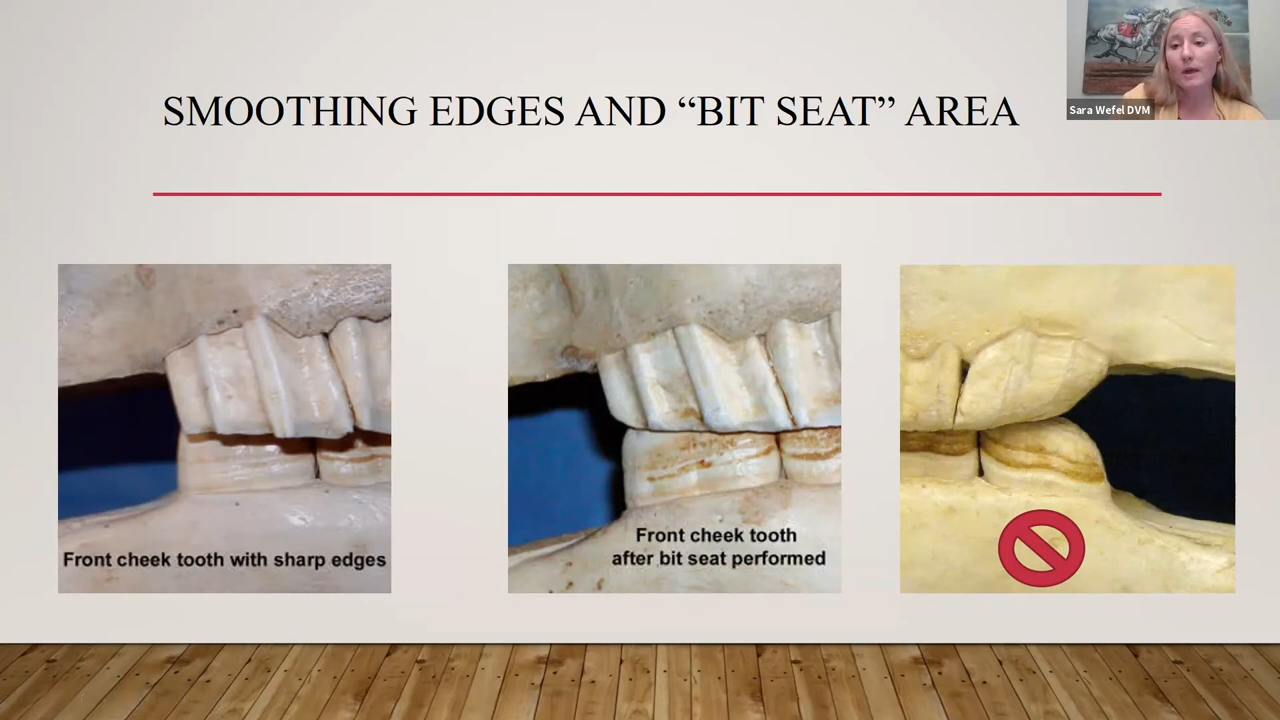 SMOOTHING EDGES AND “BIT SEAT” AREA
Sara Wefel DVM
Front cheek tooth with sharp edges
Front cheek tooth
after bit seat performed